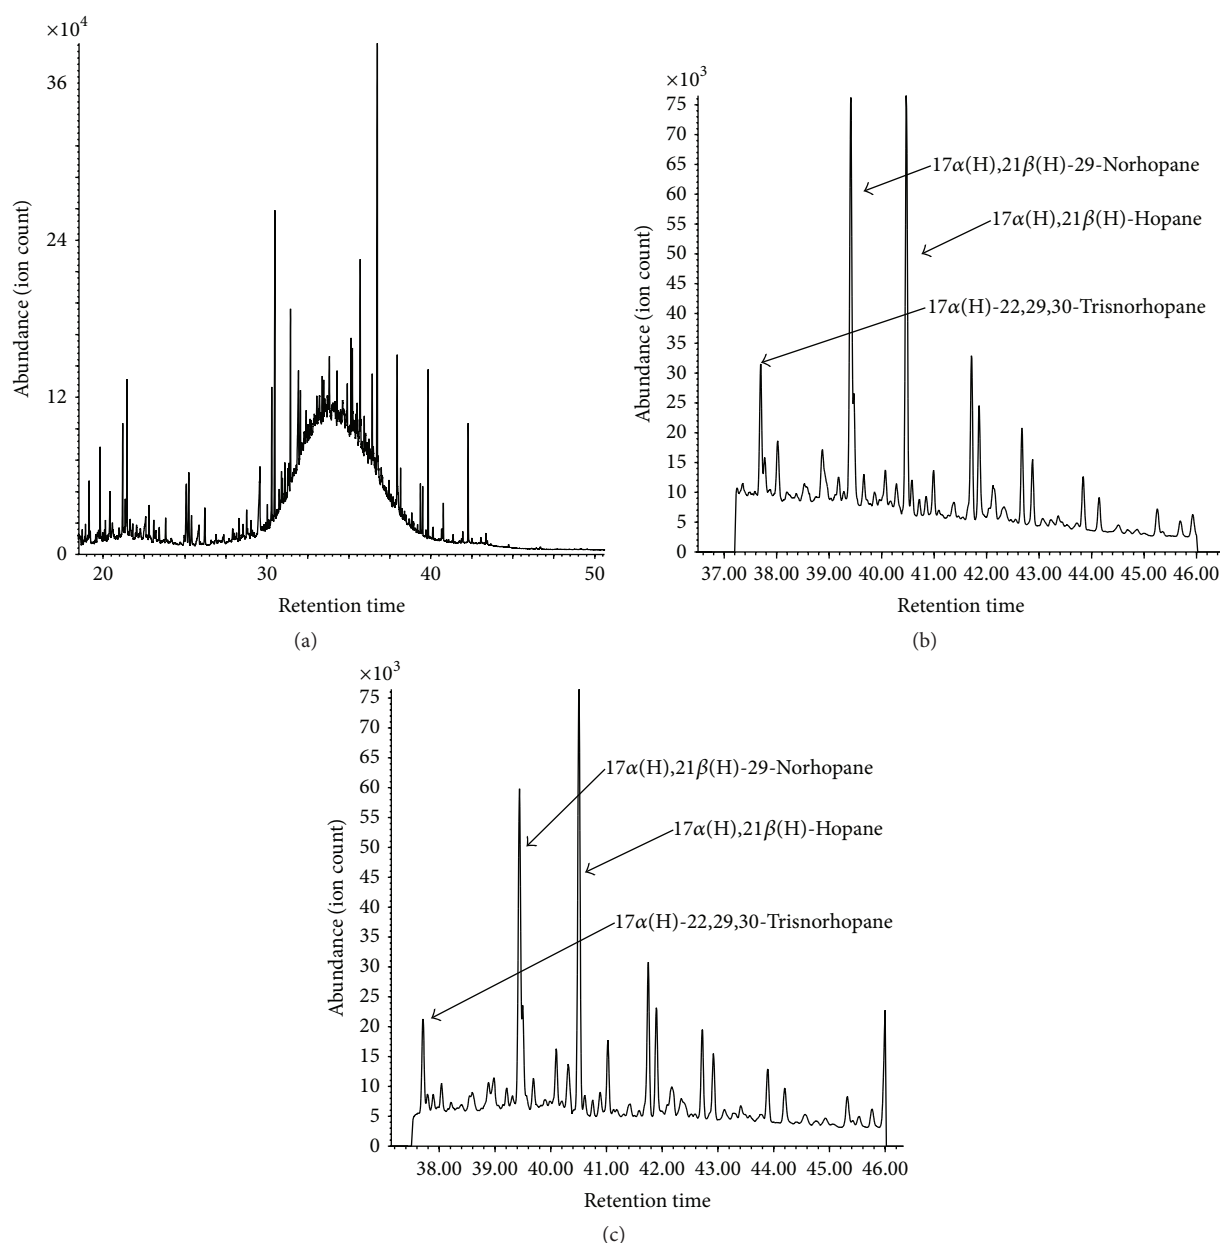 ×10⁴
36
24
12
0
Abundance (ion count)
20 30 40 50
Retention time
(a)
×10³
75
70
65
60
55
50
45
40
35
30
25
20
15
10
5
0
Abundance (ion count)
17α(H),21β(H)-29-Norhopane
17α(H),21β(H)-Hopane
17α(H)-22,29,30-Trisnorhopane
37.00 38.00 39.00 40.00 41.00 42.00 43.00 44.00 45.00 46.00
Retention time
(b)
×10³
75
70
65
60
55
50
45
40
35
30
25
20
15
10
5
0
Abundance (ion count)
17α(H),21β(H)-29-Norhopane
17α(H),21β(H)-Hopane
17α(H)-22,29,30-Trisnorhopane
38.00 39.00 40.00 41.00 42.00 43.00 44.00 45.00 46.00
Retention time
(c)